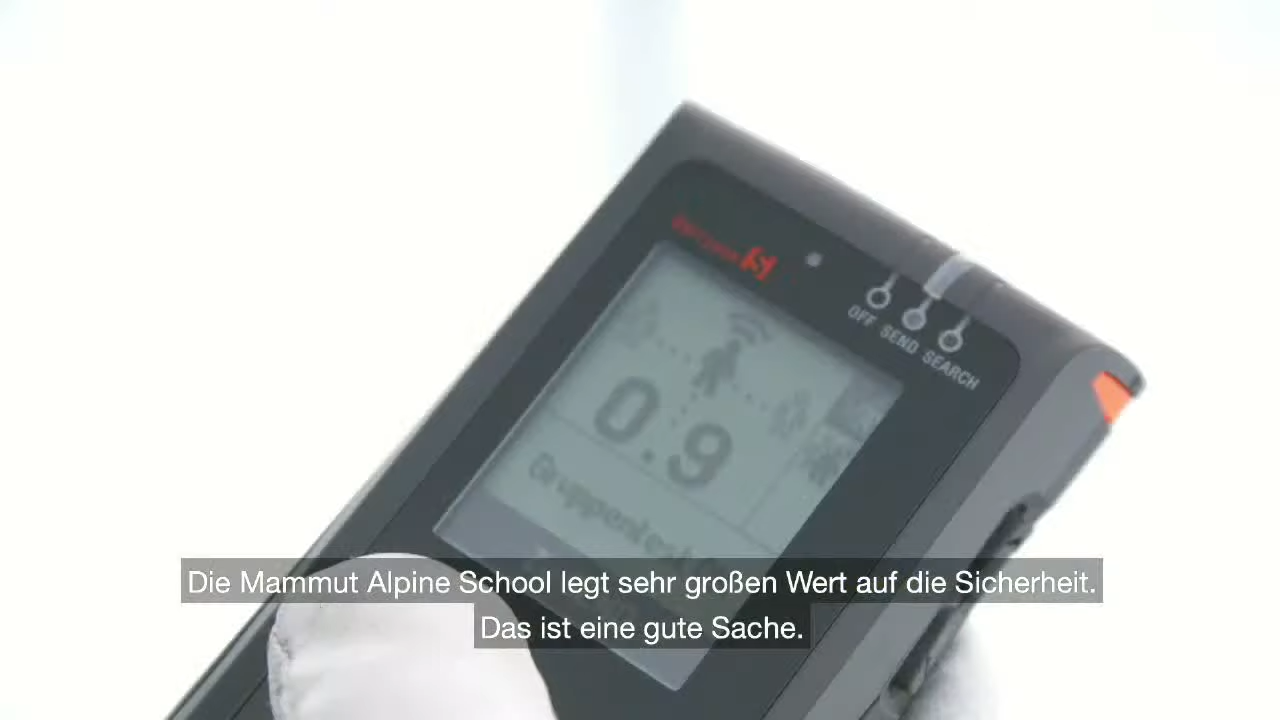 S
OFF SEND SEARCH
0.9
Gruppentest
Die Mammut Alpine School legt sehr großen Wert auf die Sicherheit.
Das ist eine gute Sache.